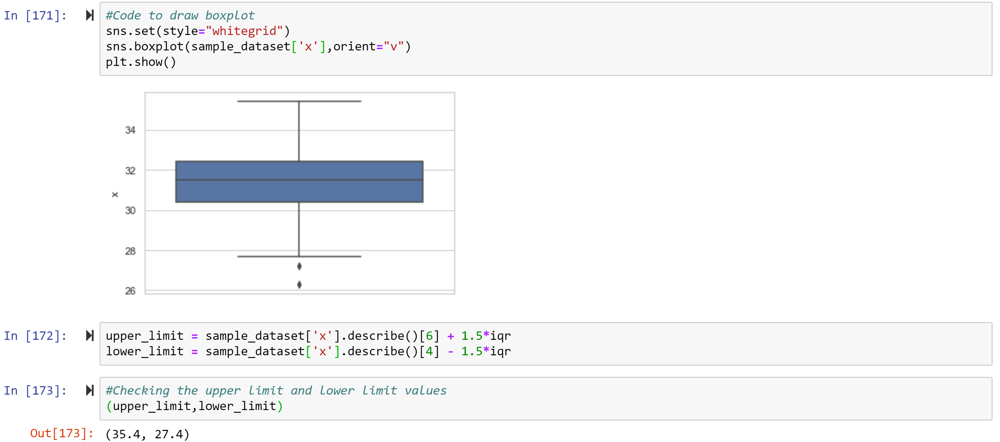 In [171]:
#Code to draw boxplot
sns.set(style="whitegrid")
sns.boxplot(sample_dataset['x'],orient="v")
plt.show()
34
32
x
30
28
26
In [172]:
upper_limit = sample_dataset['x'].describe()[6] + 1.5*iqr
lower_limit = sample_dataset['x'].describe()[4] - 1.5*iqr
In [173]:
#Checking the upper limit and lower limit values
(upper_limit,lower_limit)
Out[173]: (35.4, 27.4)